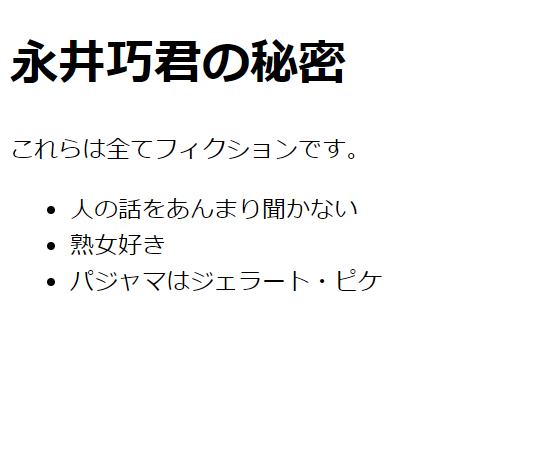 永井巧君の秘密
これらは全てフィクションです。
人の話をあんまり聞かない
熟女好き
パジャマはジェラート・ピケ